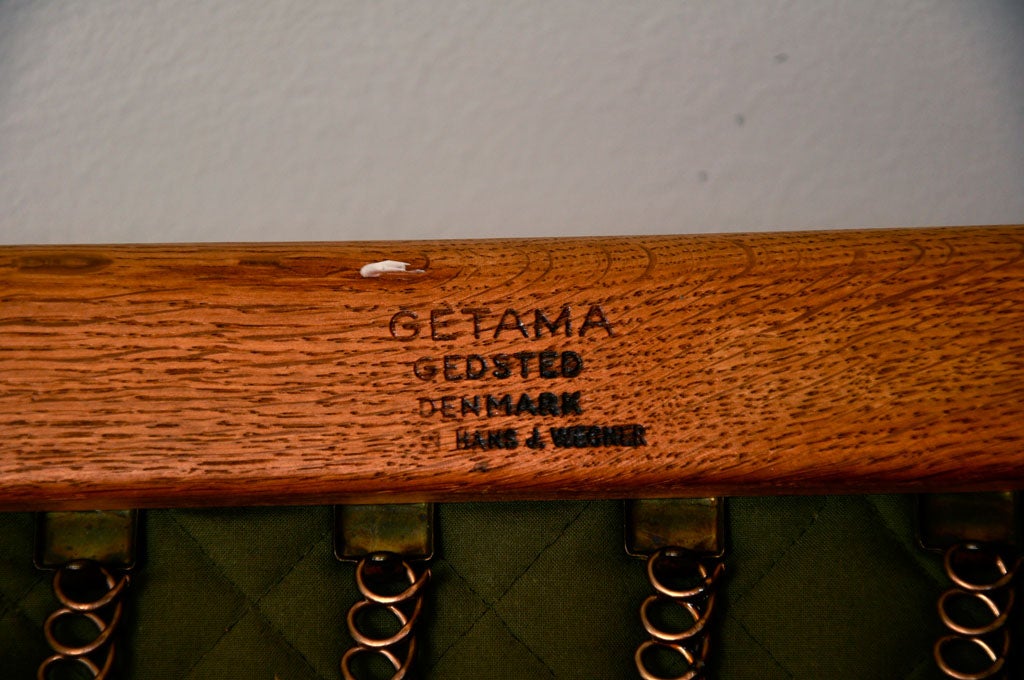 GETAMA
GEDSTED
DENMARK
HANS J. WEGNER